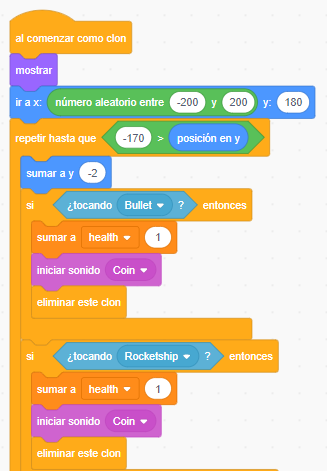 al comenzar como clon
mostrar
ir a x: número aleatorio entre -200 y 200 y: 180
repetir hasta que -170 > posición en y
sumar a y -2
si ¿tocando Bullet ? entonces
sumar a health 1
iniciar sonido Coin
eliminar este clon
si ¿tocando Rocketship ? entonces
sumar a health 1
iniciar sonido Coin
eliminar este clon